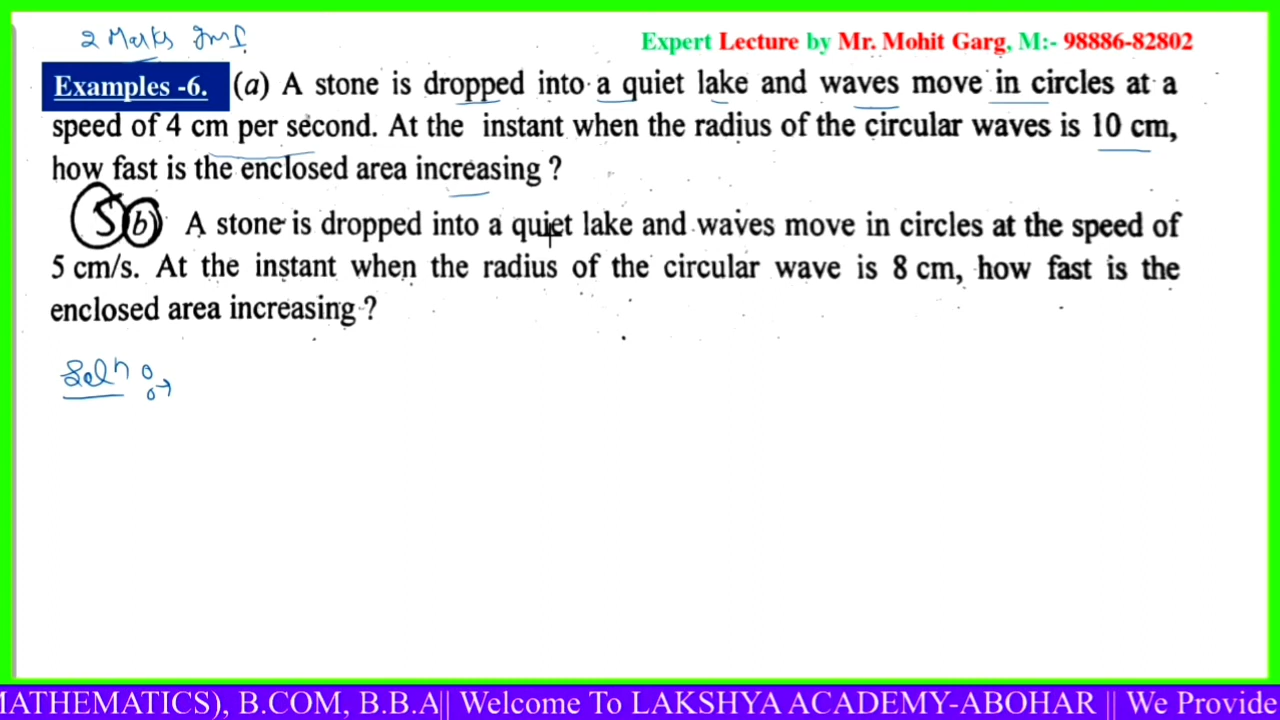 2 Marks Imp.
Expert Lecture by Mr. Mohit Garg, M:- 98886-82802
Examples -6. (a) A stone is dropped into a quiet lake and waves move in circles at a
speed of 4 cm per second. At the instant when the radius of the circular waves is 10 cm,
how fast is the enclosed area increasing ?
5 (b) A stone is dropped into a quiet lake and waves move in circles at the speed of
5 cm/s. At the instant when the radius of the circular wave is 8 cm, how fast is the
enclosed area increasing ?
Soln :→
MATHEMATICS), B.COM, B.B.A|| Welcome To LAKSHYA ACADEMY-ABOHAR || We Provide